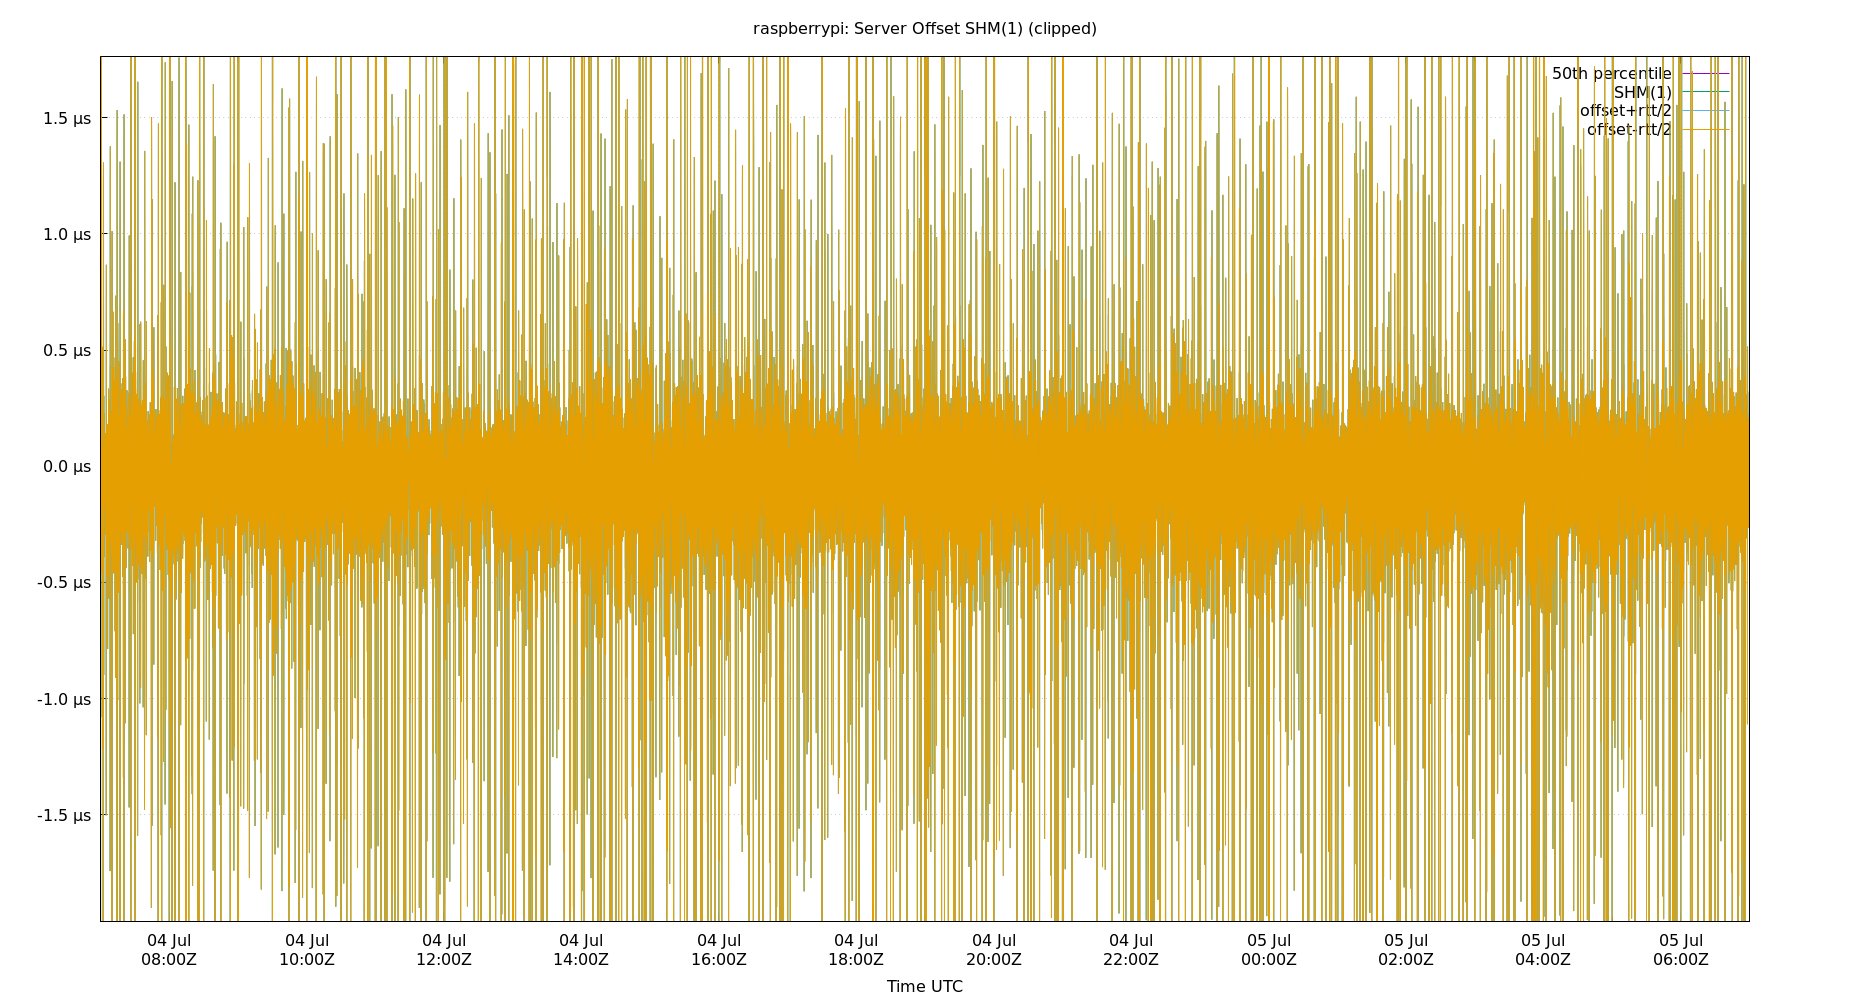 raspberrypi: Server Offset SHM(1) (clipped)
50th percentile
SHM(1)
offset+rtt/2
offset-rtt/2
1.5 µs
1.0 µs
0.5 µs
0.0 µs
-0.5 µs
-1.0 µs
-1.5 µs
04 Jul 04 Jul 04 Jul 04 Jul 04 Jul 04 Jul 04 Jul 04 Jul 05 Jul 05 Jul 05 Jul 05 Jul
08:00Z 10:00Z 12:00Z 14:00Z 16:00Z 18:00Z 20:00Z 22:00Z 00:00Z 02:00Z 04:00Z 06:00Z
Time UTC